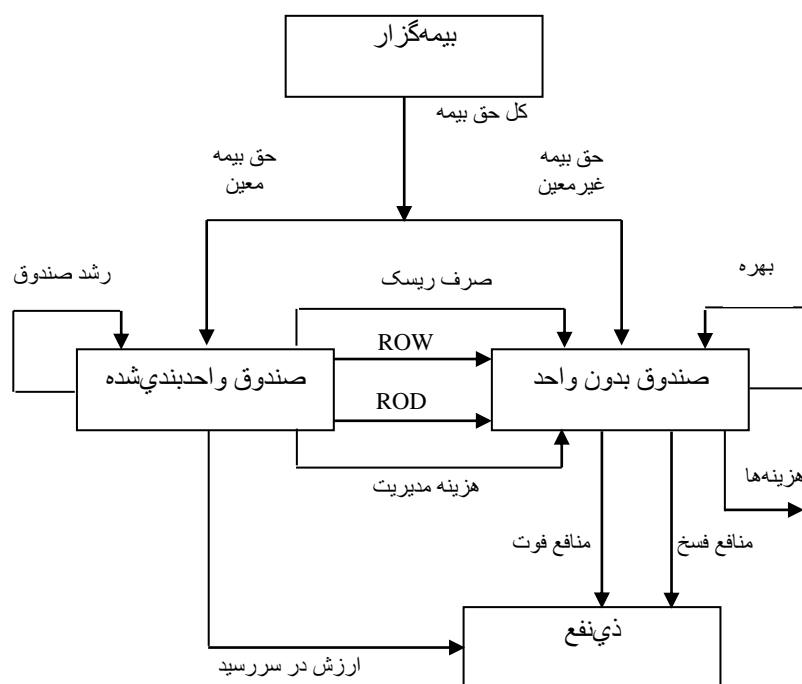 بیمه‌گزار
کل حق بیمه
حق بیمه
غیرمعین
حق بیمه
معین
بهره
صرف ریسک
رشد صندوق
ROW
صندوق بدون واحد
صندوق واحدبندي‌شده
ROD
هزینه‌ها
هزینه مدیریت
منافع فسخ
منافع فوت
ذي‌نفع
ارزش در سررسید